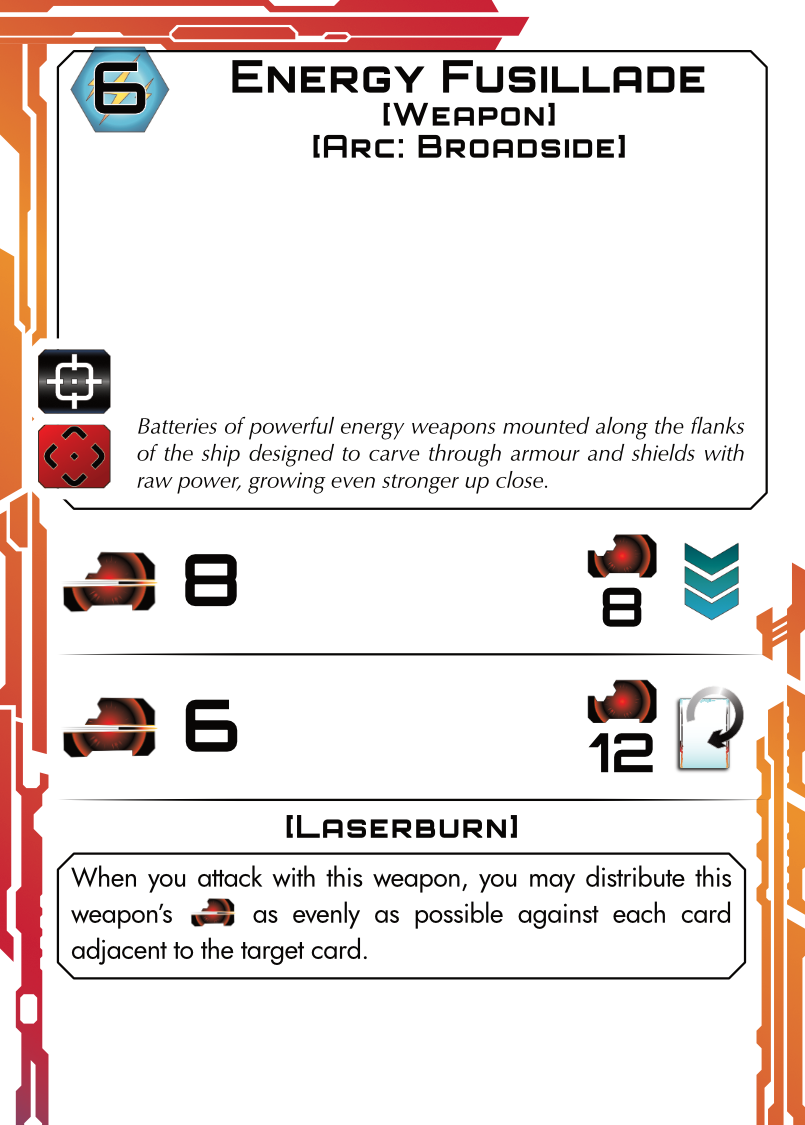 6
Energy Fusillade
[Weapon]
[Arc: Broadside]
Batteries of powerful energy weapons mounted along the flanks
of the ship designed to carve through armour and shields with
raw power, growing even stronger up close.
8
8
6
12
[Laserburn]
When you attack with this weapon, you may distribute this
weapon's as evenly as possible against each card
adjacent to the target card.